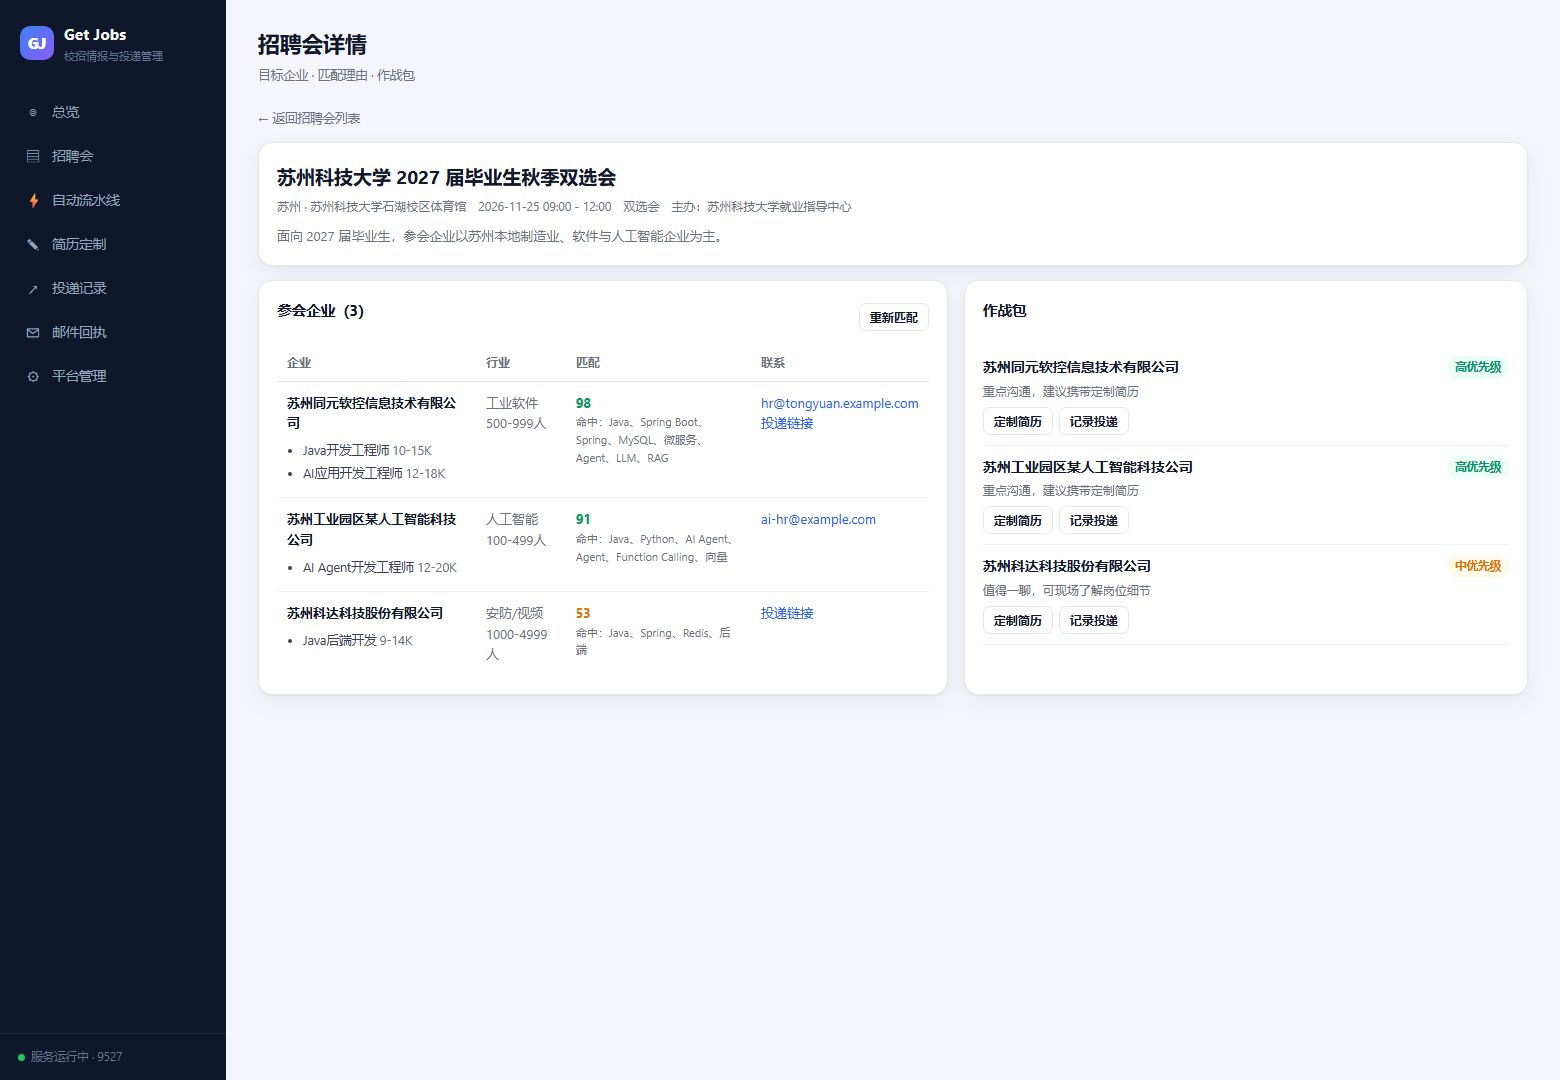 GJ
Get Jobs
校招情报与投递管理
总览
招聘会
自动流水线
简历定制
投递记录
邮件回执
平台管理
服务运行中 · 9527
招聘会详情
目标企业 · 匹配理由 · 作战包
← 返回招聘会列表
苏州科技大学 2027 届毕业生秋季双选会
苏州 · 苏州科技大学石湖校区体育馆 2026-11-25 09:00 - 12:00 双选会 主办：苏州科技大学就业指导中心
面向 2027 届毕业生，参会企业以苏州本地制造业、软件与人工智能企业为主。
参会企业（3）
重新匹配
企业 行业 匹配 联系
苏州同元软控信息技术有限公
司
• Java开发工程师 10-15K
• AI应用开发工程师 12-18K
工业软件
500-999人
98
命中：Java、Spring Boot、
Spring、MySQL、微服务、
Agent、LLM、RAG
hr@tongyuan.example.com
投递链接
苏州工业园区某人工智能科技
公司
• AI Agent开发工程师 12-20K
人工智能
100-499人
91
命中：Java、Python、AI Agent、
Agent、Function Calling、向量
ai-hr@example.com
苏州科达科技股份有限公司
• Java后端开发 9-14K
安防/视频
1000-4999
人
53
命中：Java、Spring、Redis、后
端
投递链接
作战包
苏州同元软控信息技术有限公司
高优先级
重点沟通，建议携带定制简历
定制简历 记录投递
苏州工业园区某人工智能科技公司
高优先级
重点沟通，建议携带定制简历
定制简历 记录投递
苏州科达科技股份有限公司
中优先级
值得一聊，可现场了解岗位细节
定制简历 记录投递